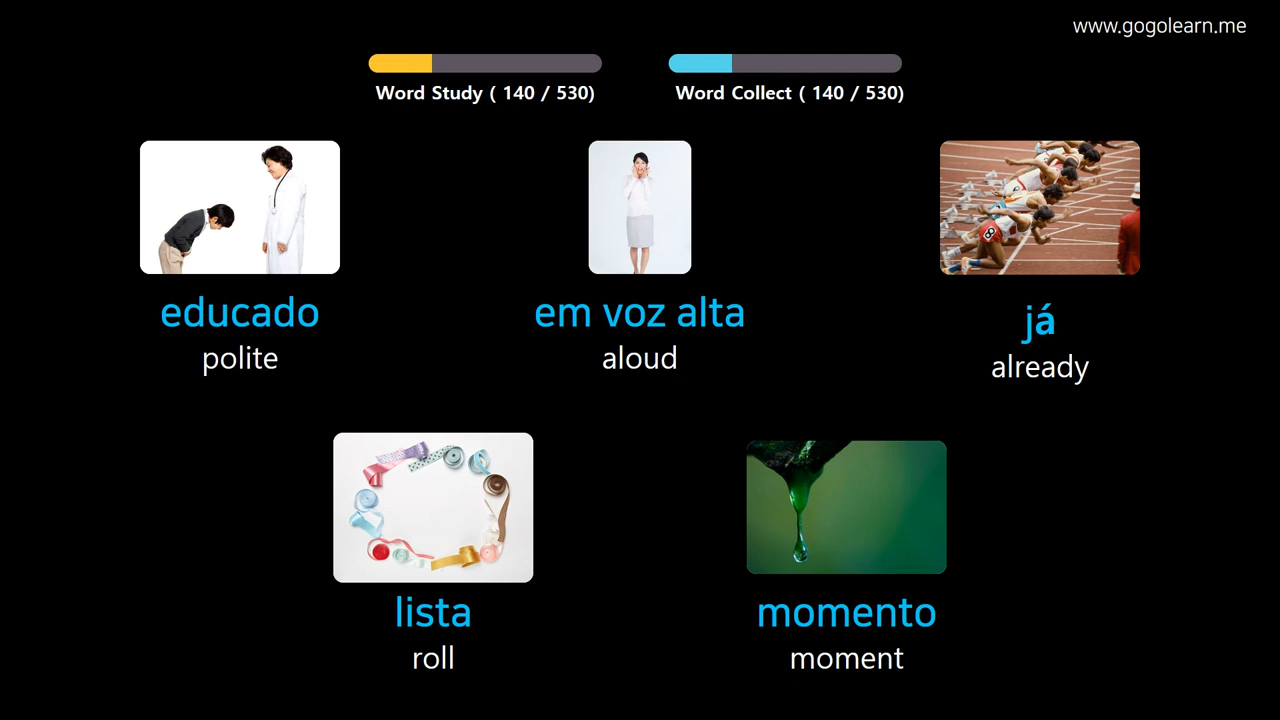 www.gogolearn.me
Word Study ( 140 / 530)
Word Collect ( 140 / 530)
educado
polite
em voz alta
aloud
já
already
lista
roll
momento
moment